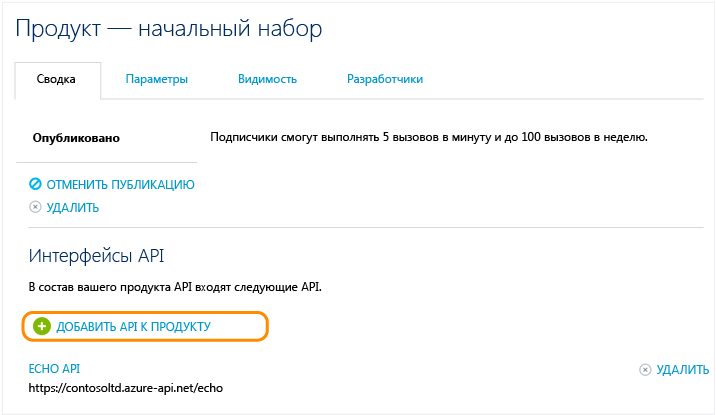 Продукт — начальный набор
Сводка Параметры Видимость Разработчики
Опубликовано Подписчики смогут выполнять 5 вызовов в минуту и до 100 вызовов в неделю.
ОТМЕНИТЬ ПУБЛИКАЦИЮ
УДАЛИТЬ
Интерфейсы API
В состав вашего продукта API входят следующие API.
ДОБАВИТЬ API К ПРОДУКТУ
ECHO API УДАЛИТЬ
https://contosoltd.azure-api.net/echo